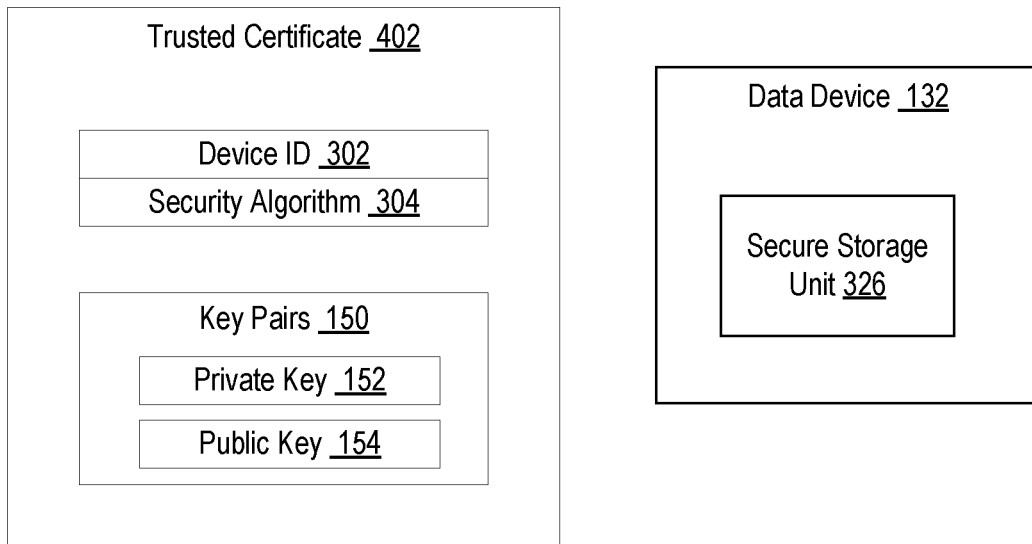 Trusted Certificate 402
Device ID 302
Security Algorithm 304
Key Pairs 150
Private Key 152
Public Key 154
Data Device 132
Secure Storage
Unit 326